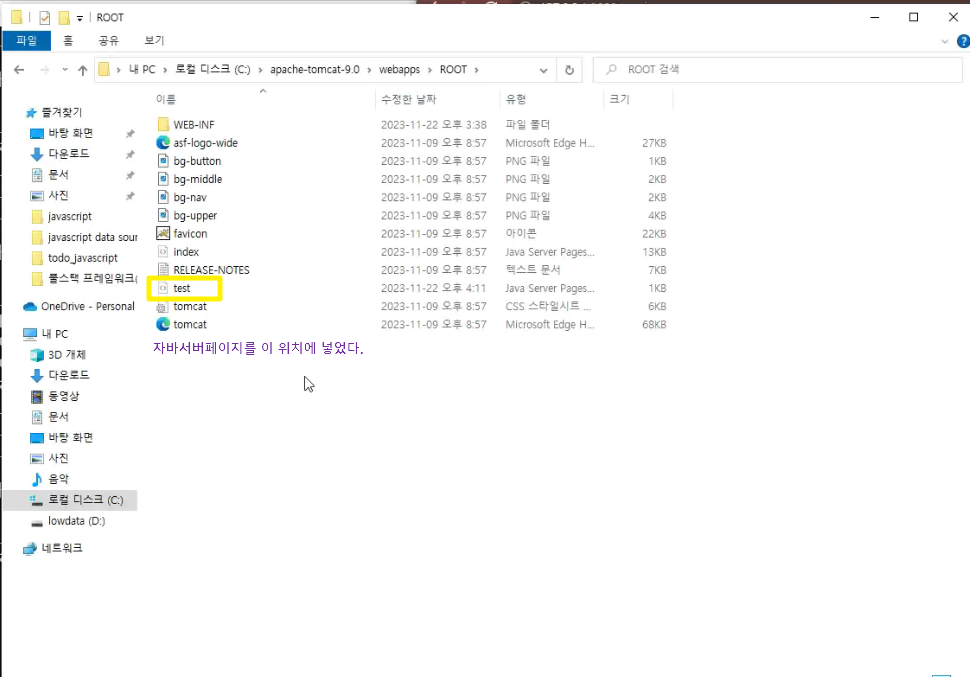 ROOT
파일 홈 공유 보기
내 PC › 로컬 디스크 (C:) › apache-tomcat-9.0 › webapps › ROOT › ROOT 검색
이름 수정한 날짜 유형 크기
즐겨찾기
바탕 화면
다운로드
문서
사진
javascript
javascript data sour
todo_javascript
풀스택 프레임워크(
OneDrive - Personal
내 PC
3D 개체
다운로드
동영상
문서
바탕 화면
사진
음악
로컬 디스크 (C:)
lowdata (D:)
네트워크
WEB-INF 2023-11-22 오후 3:38 파일 폴더
asf-logo-wide 2023-11-09 오후 8:57 Microsoft Edge H... 27KB
bg-button 2023-11-09 오후 8:57 PNG 파일 1KB
bg-middle 2023-11-09 오후 8:57 PNG 파일 2KB
bg-nav 2023-11-09 오후 8:57 PNG 파일 2KB
bg-upper 2023-11-09 오후 8:57 PNG 파일 4KB
favicon 2023-11-09 오후 8:57 아이콘 22KB
index 2023-11-09 오후 8:57 Java Server Pages... 13KB
RELEASE-NOTES 2023-11-09 오후 8:57 텍스트 문서 7KB
test 2023-11-22 오후 4:11 Java Server Pages... 1KB
tomcat 2023-11-09 오후 8:57 CSS 스타일시트 ... 6KB
tomcat 2023-11-09 오후 8:57 Microsoft Edge H... 68KB
자바서버페이지를 이 위치에 넣었다.